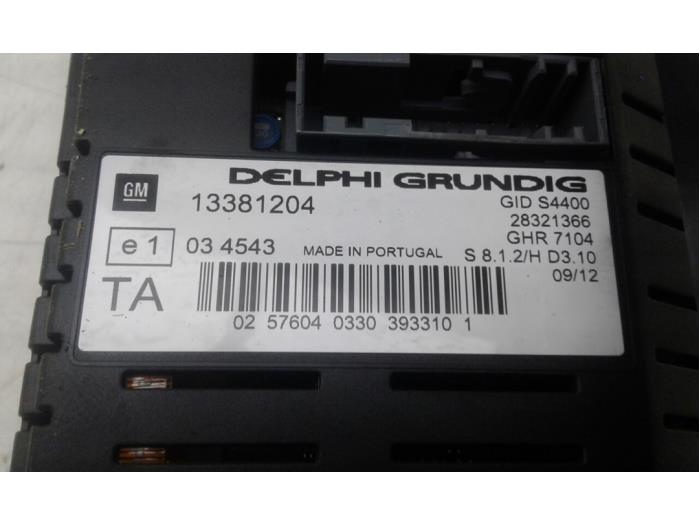 DELPHI GRUNDIG
GM
13381204
GID S4400
28321366
GHR 7104
e 1
03 4543
MADE IN PORTUGAL
S 8.1.2/H D3.10
09/12
TA
02 57604 0330 393310 1